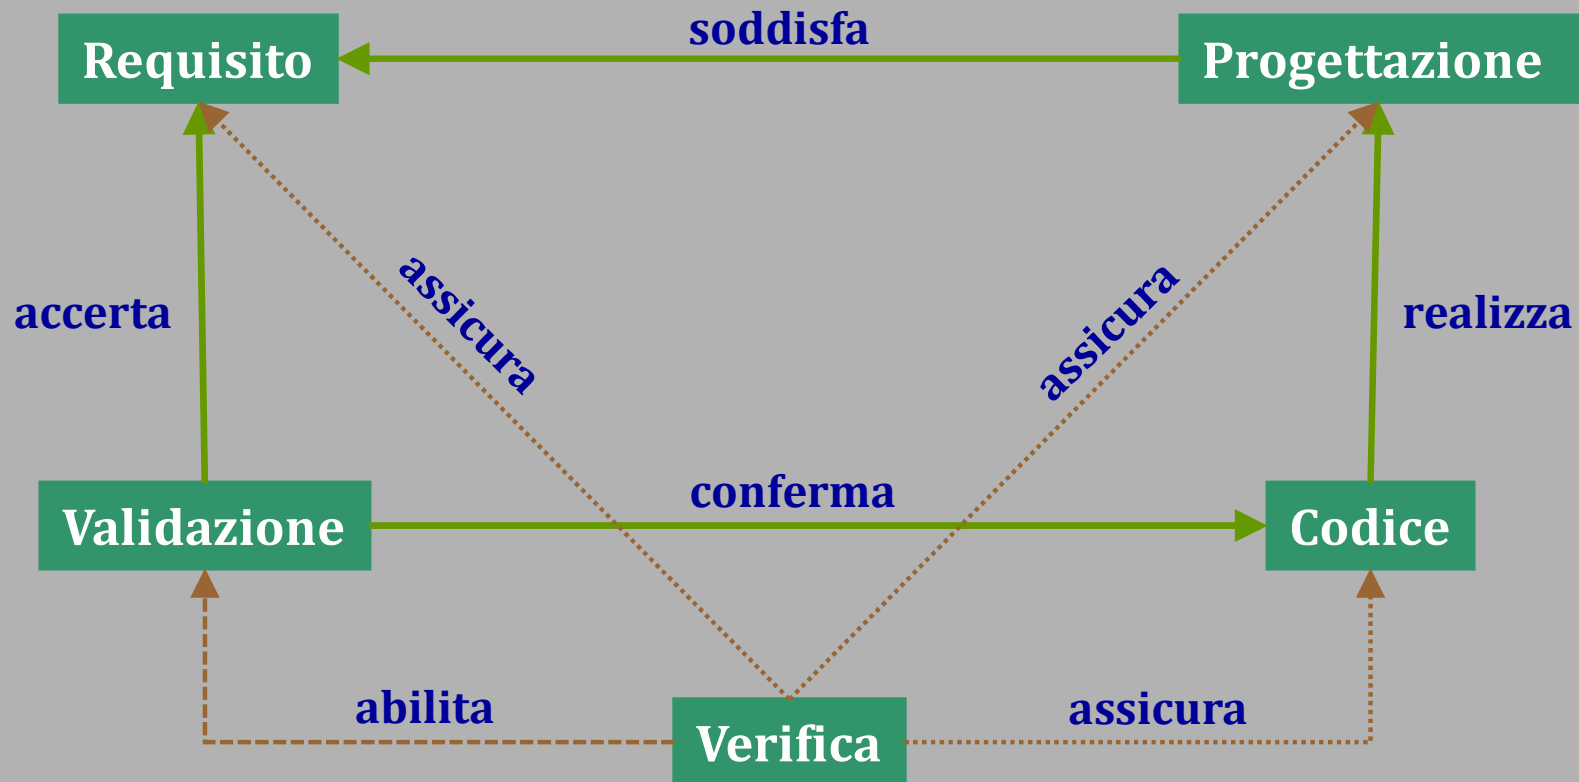 soddisfa
Requisito
Progettazione
accerta
assicura
assicura
realizza
conferma
Validazione
Codice
abilita
assicura
Verifica